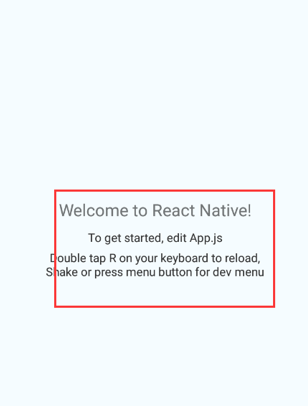 Welcome to React Native!
To get started, edit App.js
Double tap R on your keyboard to reload,
Shake or press menu button for dev menu